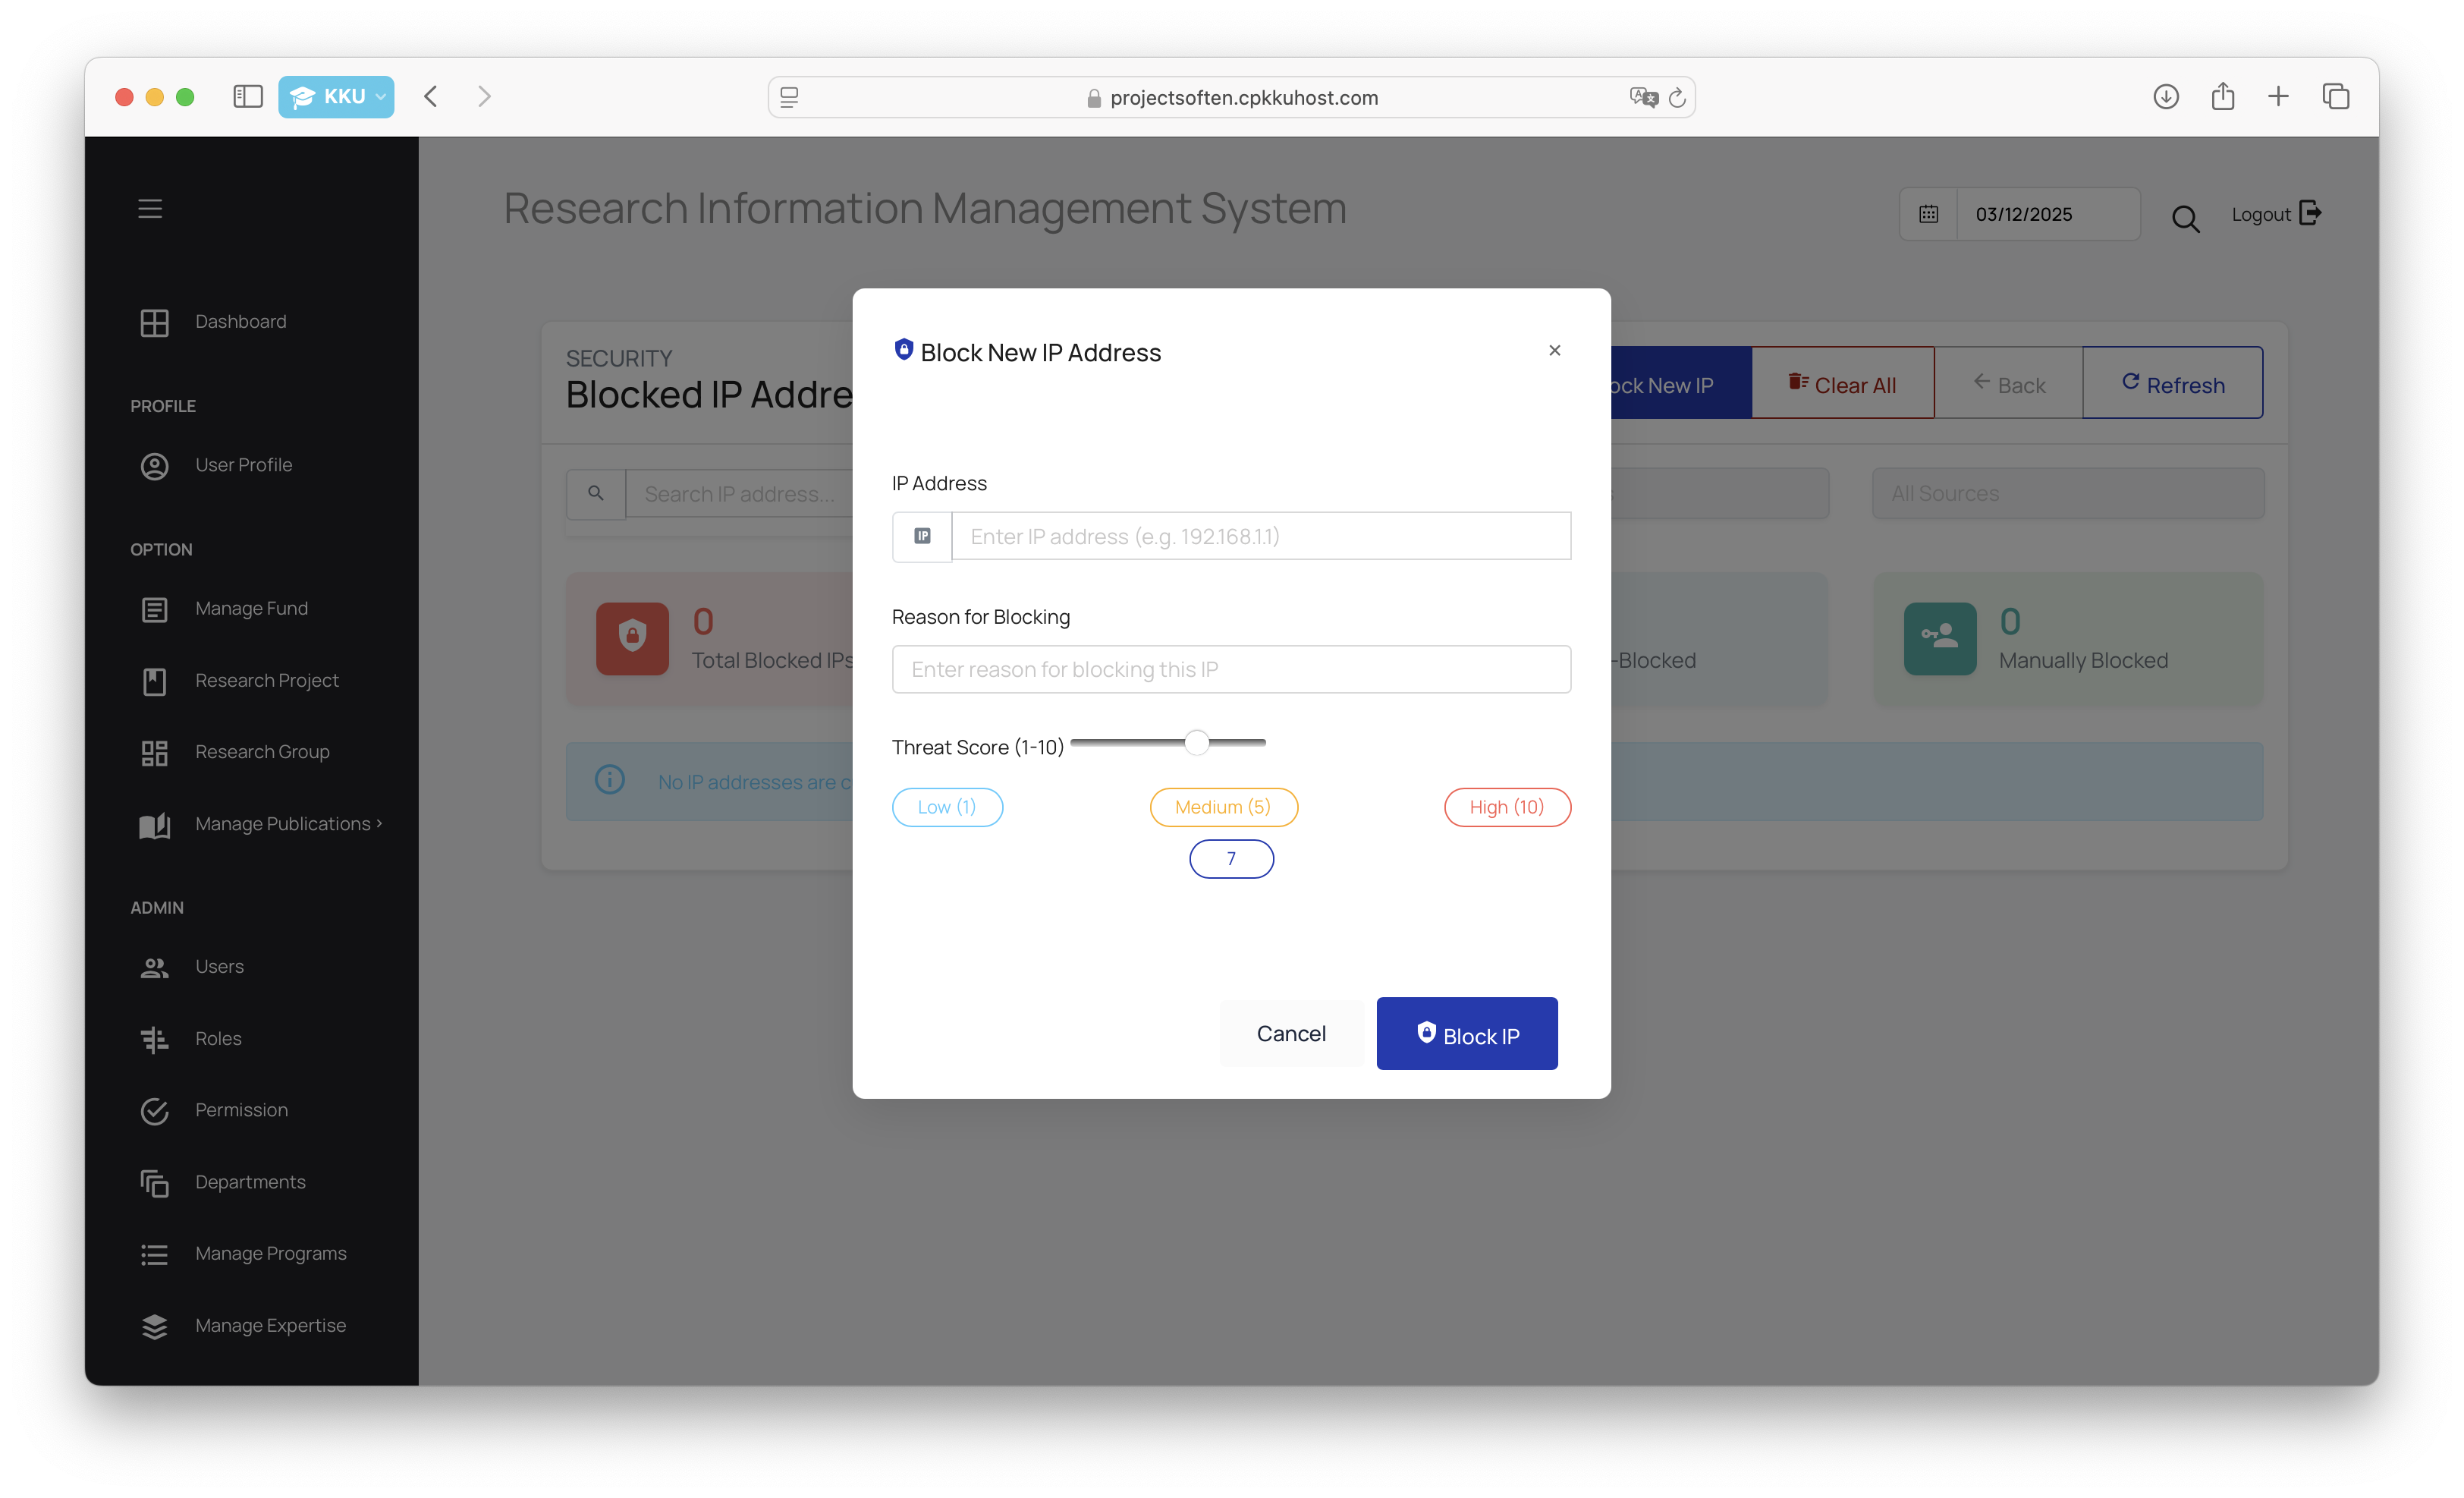 KKU
projectsoften.cpkkuhost.com
Research Information Management System
03/12/2025
Logout
Dashboard
PROFILE
User Profile
OPTION
Manage Fund
Research Project
Research Group
Manage Publications
ADMIN
Users
Roles
Permission
Departments
Manage Programs
Manage Expertise
SECURITY
Blocked IP Addre
ock New IP
Clear All
Back
Refresh
Search IP address...
All Sources
0
Total Blocked IPs
-Blocked
0
Manually Blocked
No IP addresses are c
Block New IP Address
IP Address
IP
Enter IP address (e.g. 192.168.1.1)
Reason for Blocking
Enter reason for blocking this IP
Threat Score (1-10)
Low (1)
Medium (5)
High (10)
7
Cancel
Block IP